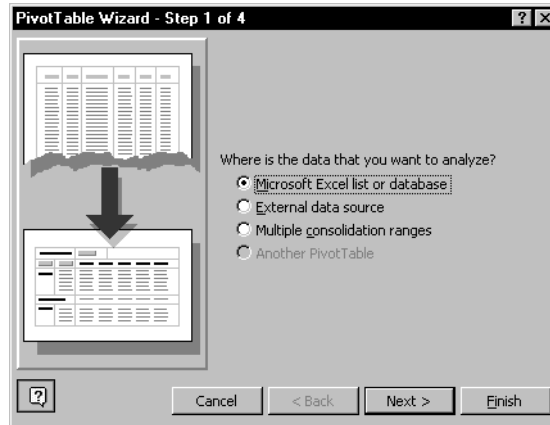 PivotTable Wizard - Step 1 of 4
Where is the data that you want to analyze?
Microsoft Excel list or database
External data source
Multiple consolidation ranges
Another PivotTable
Cancel
< Back
Next >
Finish